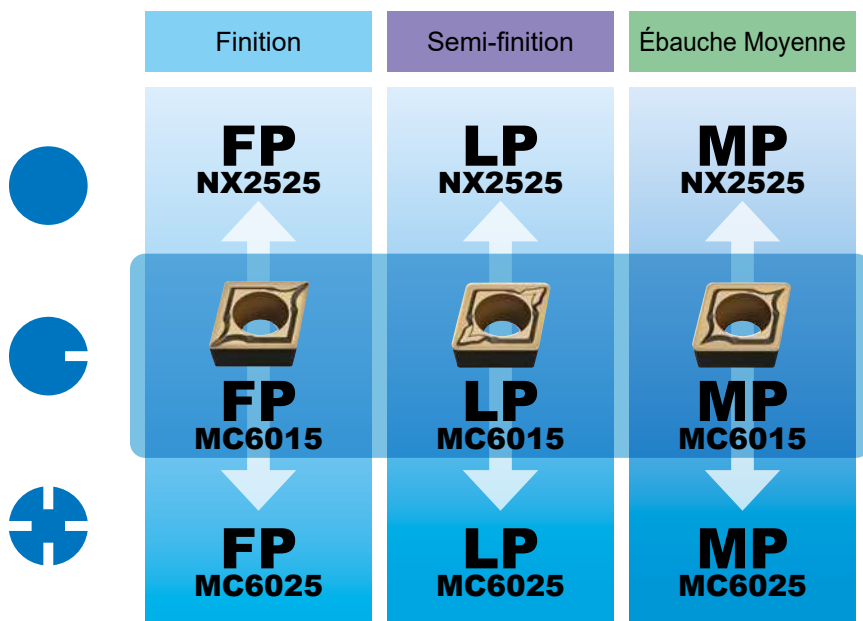 Finition
Semi-finition
Ébauche Moyenne
FP
NX2525
LP
NX2525
MP
NX2525
FP
MC6015
LP
MC6015
MP
MC6015
FP
MC6025
LP
MC6025
MP
MC6025